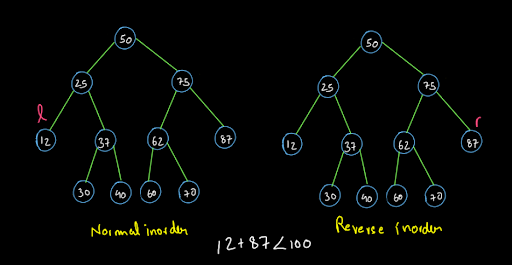 50 50
25 75 25 75
l r
12 37 62 87 12 37 62 87
30 40 60 70 30 40 60 70
Normal inorder Reverse inorder
12+87<100